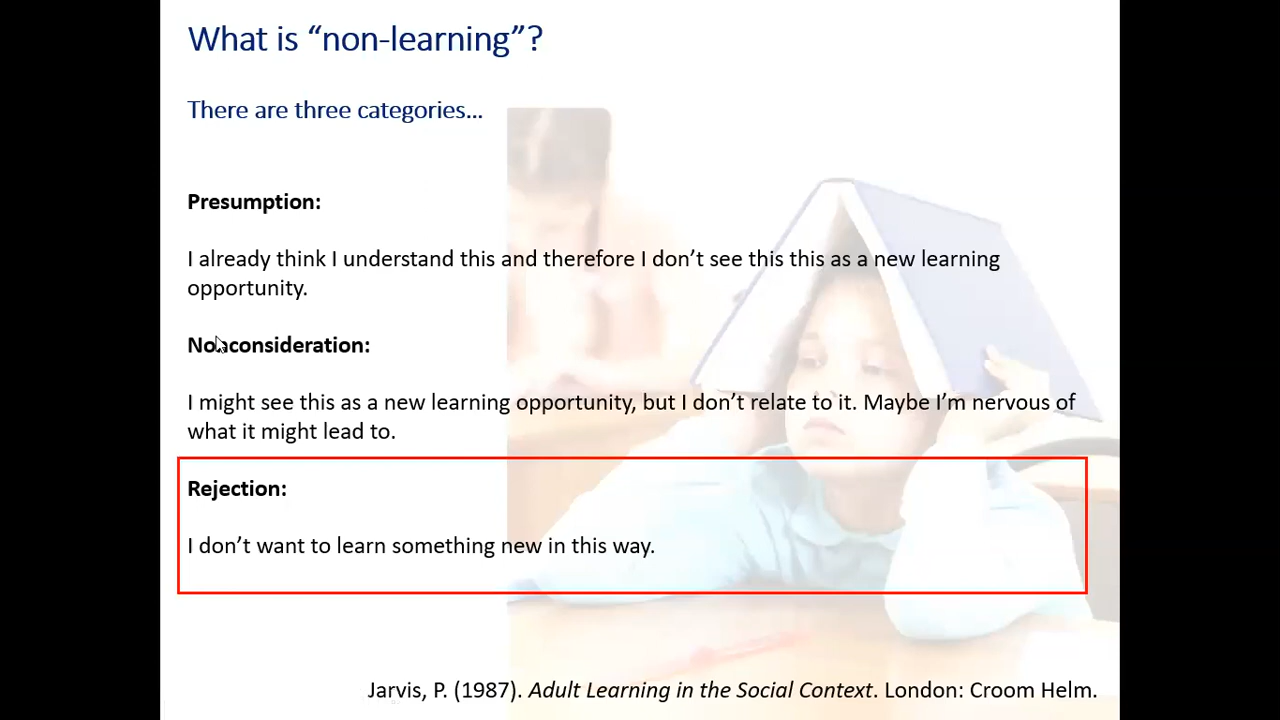 What is “non-learning”?
There are three categories…
Presumption:
I already think I understand this and therefore I don’t see this this as a new learning
opportunity.
Nonconsideration:
I might see this as a new learning opportunity, but I don’t relate to it. Maybe I’m nervous of
what it might lead to.
Rejection:
I don’t want to learn something new in this way.
Jarvis, P. (1987). Adult Learning in the Social Context. London: Croom Helm.